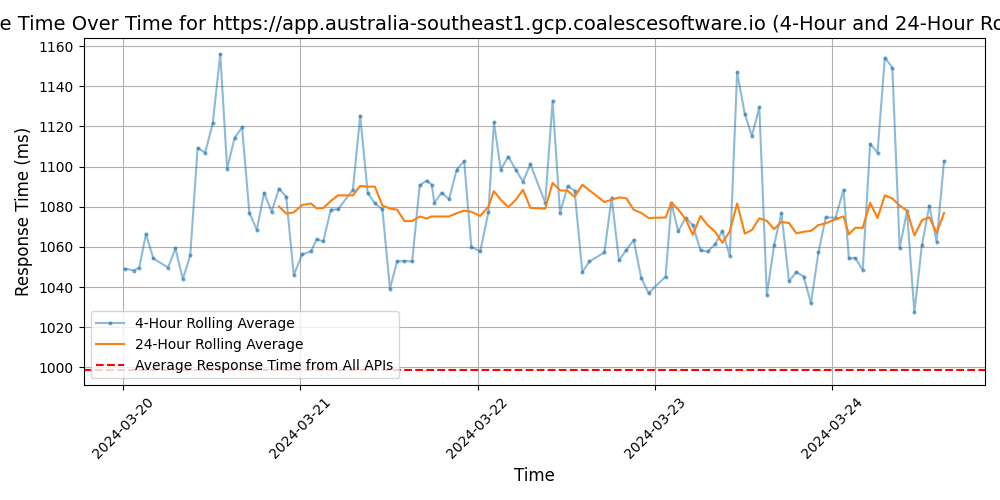 e Time Over Time for https://app.australia-southeast1.gcp.coalescesoftware.io (4-Hour and 24-Hour Ro
1160
1140
1120
1100
1080
1060
1040
1020
1000
Response Time (ms)
4-Hour Rolling Average
24-Hour Rolling Average
Average Response Time from All APIs
2024-03-20
2024-03-21
2024-03-22
2024-03-23
2024-03-24
Time